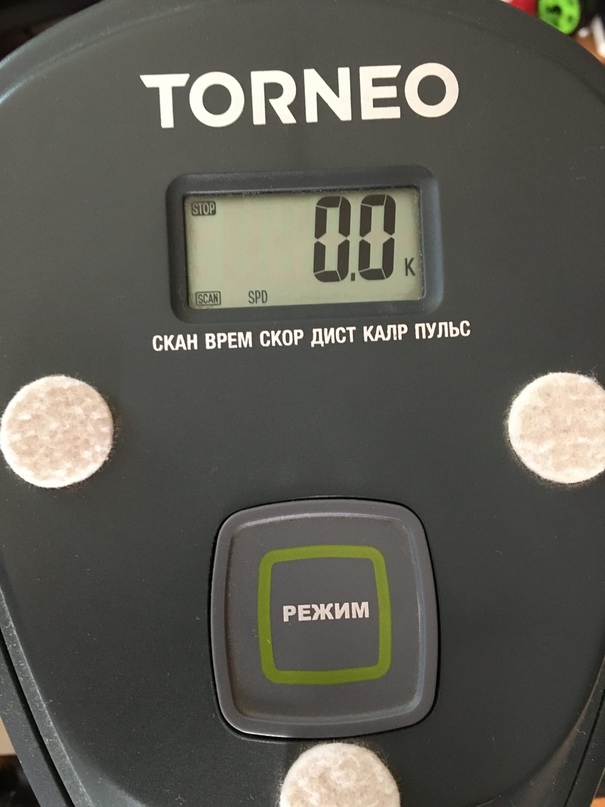 TORNEO
STOP
0.0 K
SCAN SPD
СКАН ВРЕМ СКОР ДИСТ КАЛР ПУЛЬС
РЕЖИМ